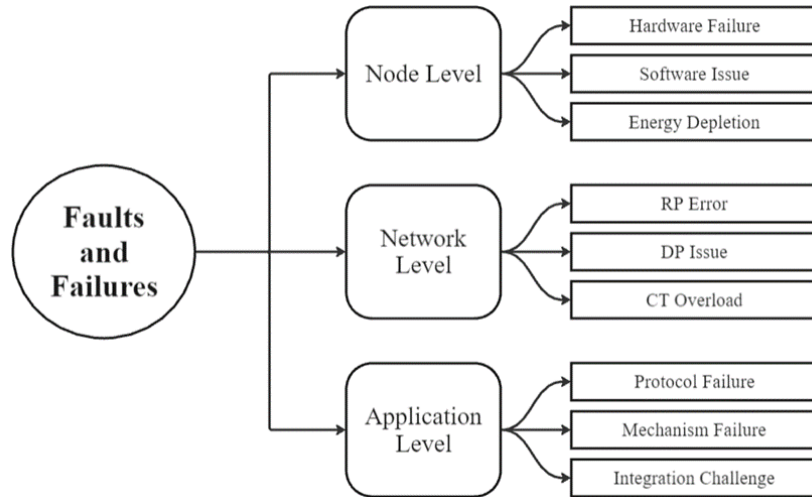 Faults
and
Failures
Node Level
Hardware Failure
Software Issue
Energy Depletion
Network
Level
RP Error
DP Issue
CT Overload
Application
Level
Protocol Failure
Mechanism Failure
Integration Challenge